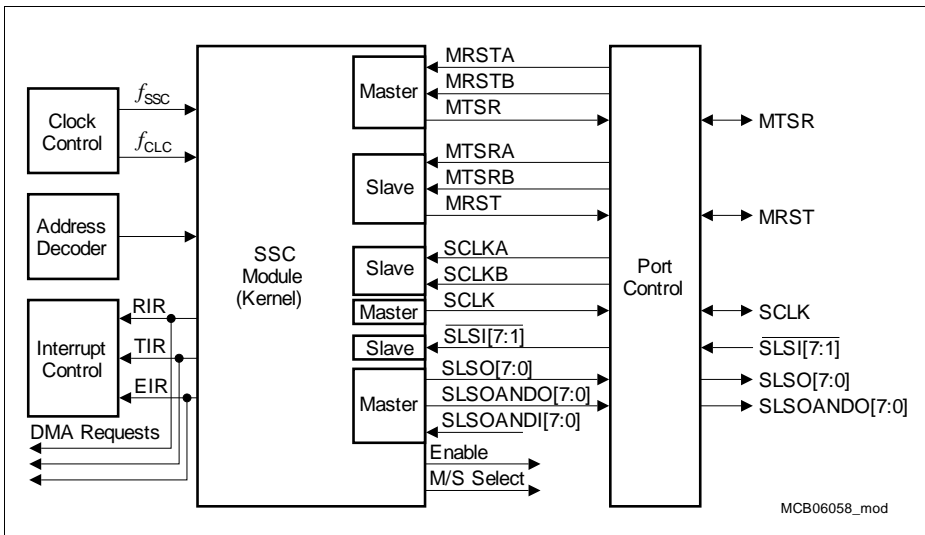 Clock
Control
fSSC
fCLC
Address
Decoder
Interrupt
Control
RIR
TIR
EIR
DMA Requests
SSC
Module
(Kernel)
Master
MRSTA
MRSTB
MTSR
Slave
MTSRA
MTSRB
MRST
Slave
SCLKA
SCLKB
Master
SCLK
Slave
SLSI[7:1]
Master
SLSO[7:0]
SLSOANDO[7:0]
SLSOANDI[7:0]
Enable
M/S Select
Port
Control
MTSR
MRST
SCLK
SLSI[7:1]
SLSO[7:0]
SLSOANDO[7:0]
MCB06058_mod